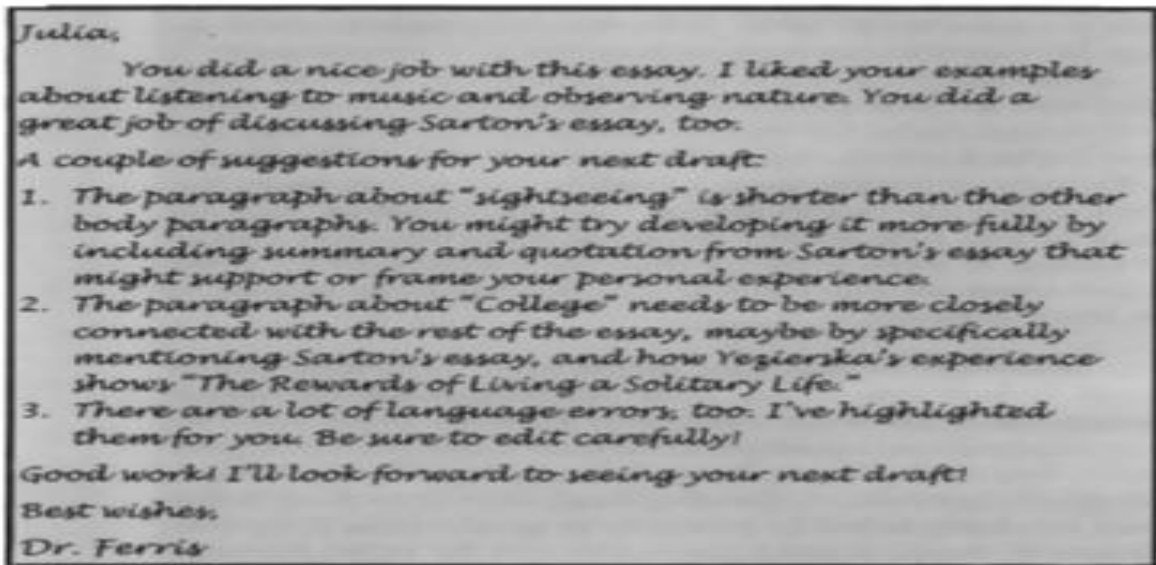 Julia,
You did a nice job with this essay. I liked your examples
about listening to music and observing nature. You did a
great job of discussing Sarton's essay, too.
A couple of suggestions for your next draft:
1. The paragraph about "sightseeing" is shorter than the other
body paragraphs. You might try developing it more fully by
including summary and quotation from Sarton's essay that
might support or frame your personal experience.
2. The paragraph about "College" needs to be more closely
connected with the rest of the essay, maybe by specifically
mentioning Sarton's essay, and how Yezierska's experience
shows "The Rewards of Living a Solitary Life."
3. There are a lot of language errors, too. I've highlighted
them for you. Be sure to edit carefully!
Good work! I'll look forward to seeing your next draft!
Best wishes,
Dr. Ferris